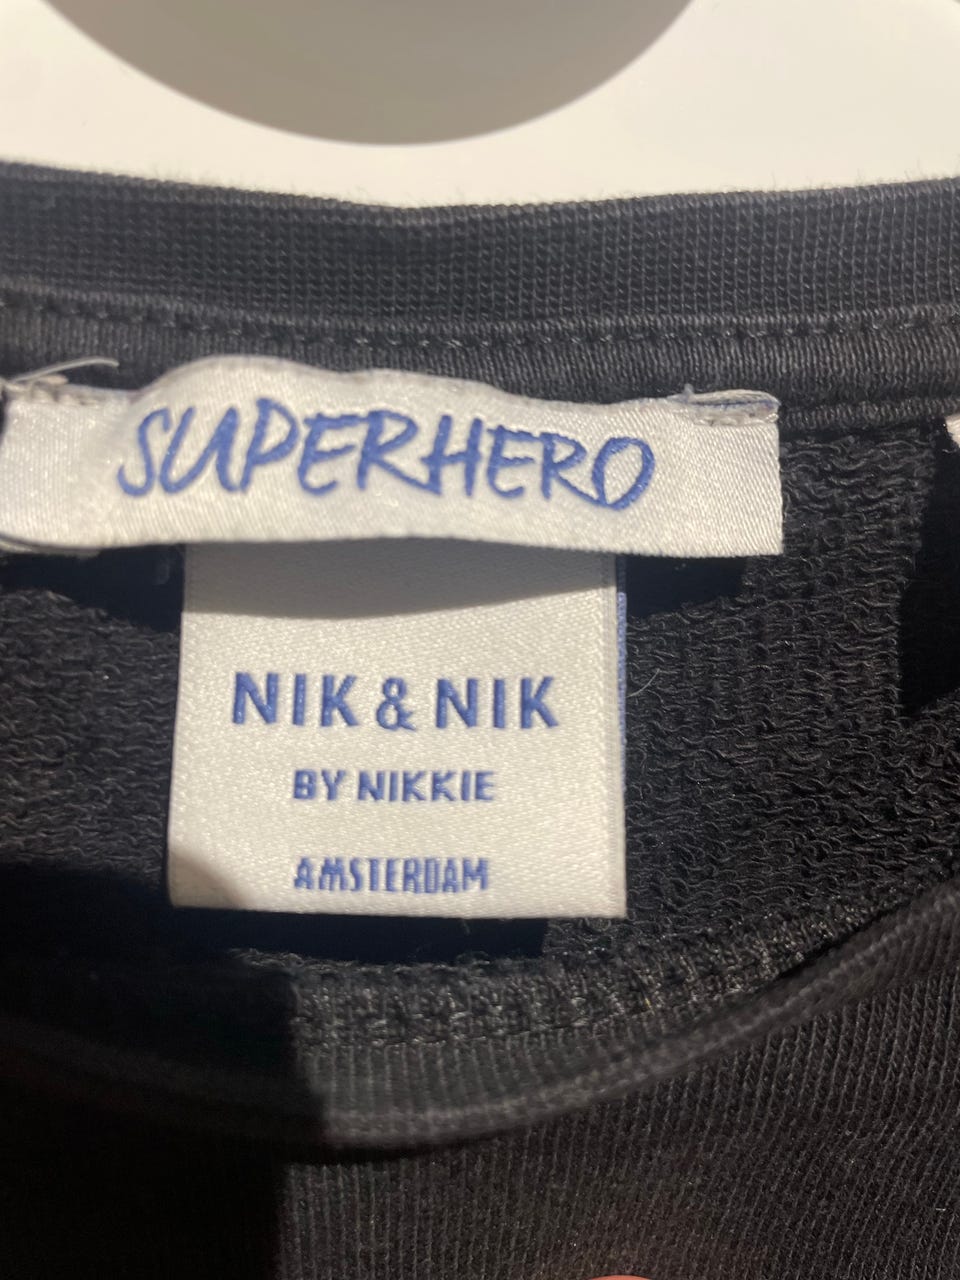 SUPERHERO
NIK & NIK
BY NIKKIE
AMSTERDAM